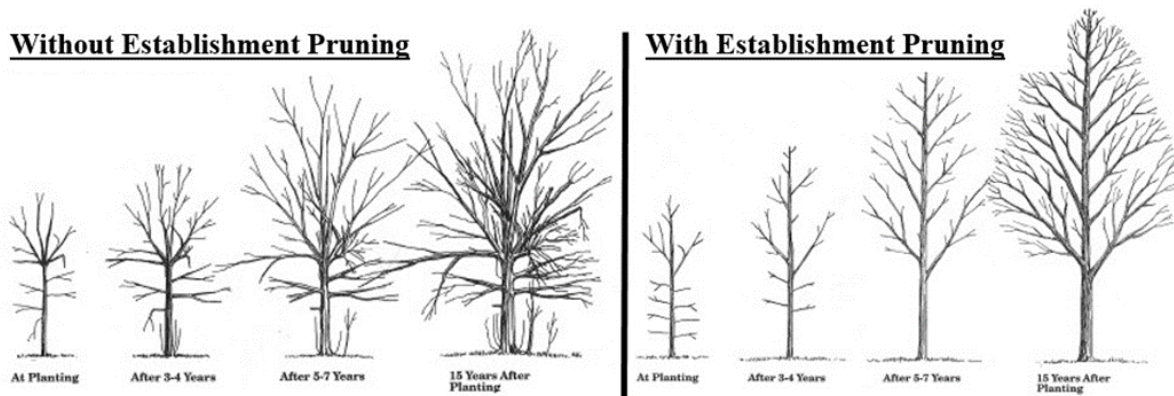 Without Establishment Pruning
With Establishment Pruning
At Planting
After 3-4 Years
After 5-7 Years
15 Years After
Planting
At Planting
After 3-4 Years
After 5-7 Years
15 Years After
Planting